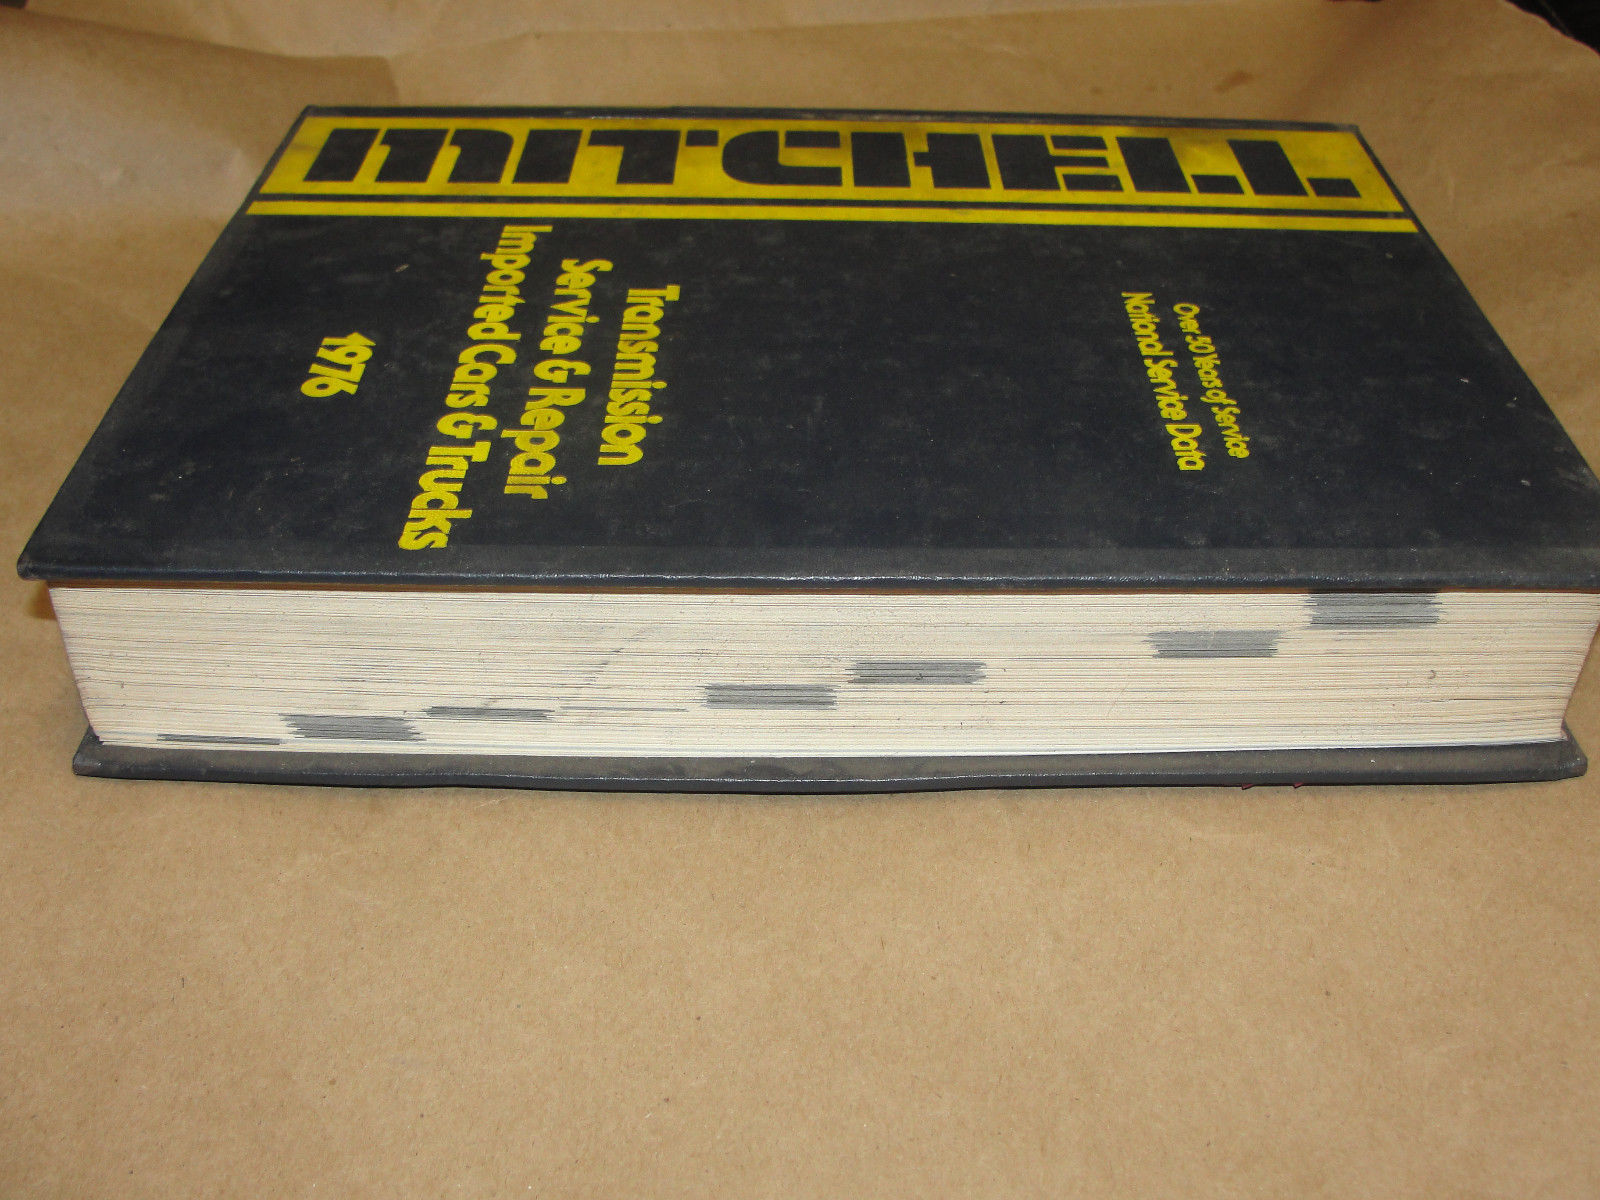 MITCHELL
Over 50 Years of Service
National Service Data
Transmission
Service & Repair
Imported Cars & Trucks
1976